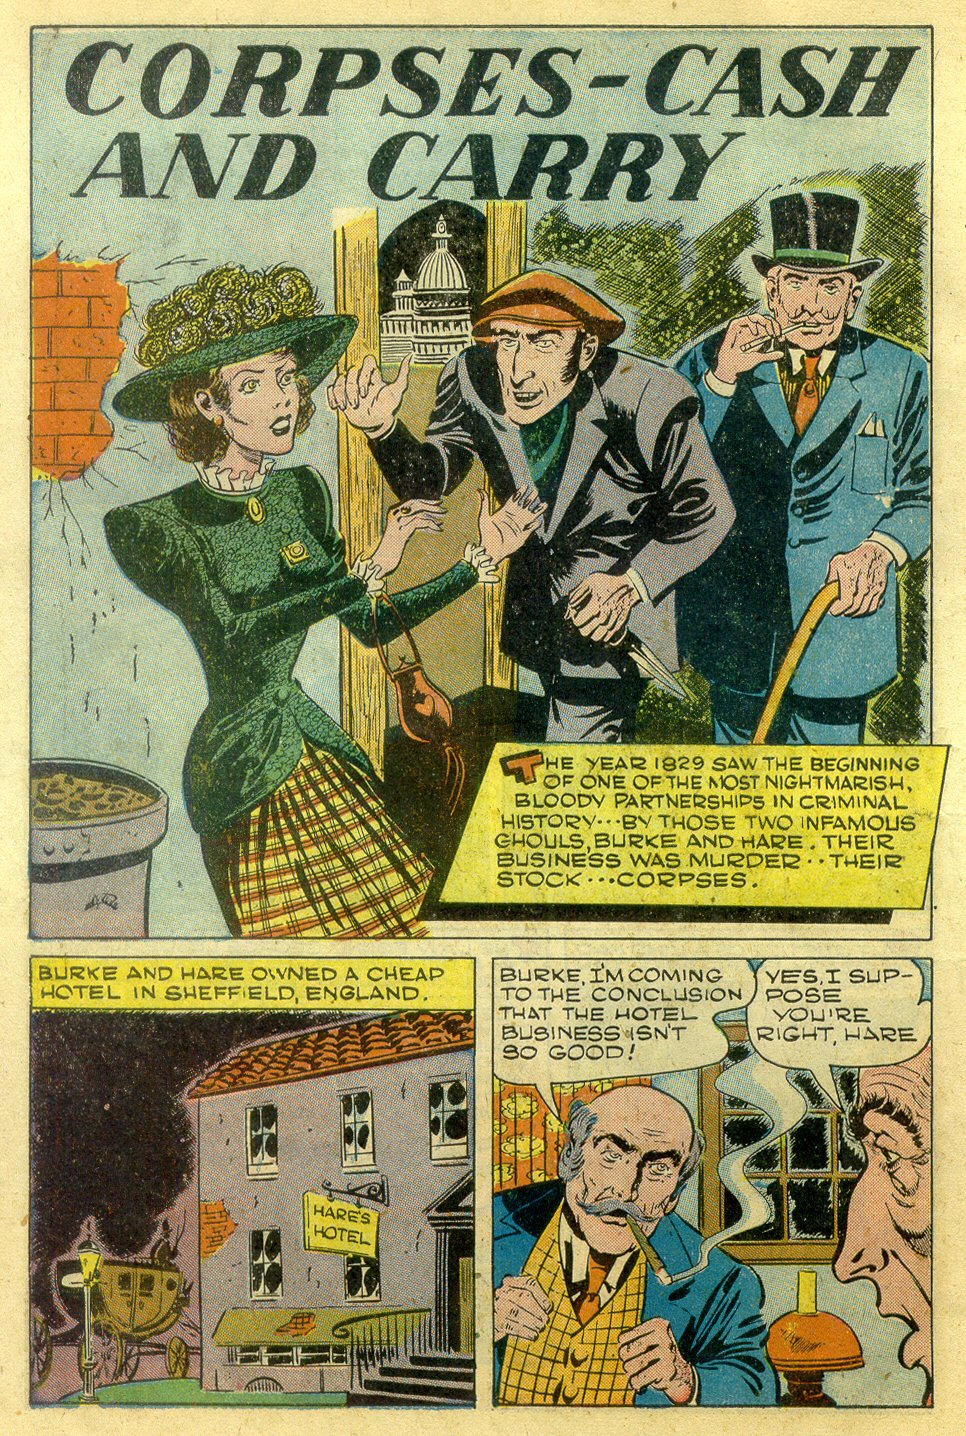 CORPSES-CASH
AND CARRY
THE YEAR 1829 SAW THE BEGINNING
OF ONE OF THE MOST NIGHTMARISH,
BLOODY PARTNERSHIPS IN CRIMINAL
HISTORY...BY THOSE TWO INFAMOUS
GHOULS, BURKE AND HARE. THEIR
BUSINESS WAS MURDER..THEIR
STOCK...CORPSES.
BURKE AND HARE OWNED A CHEAP
HOTEL IN SHEFFIELD, ENGLAND.
HARE'S
HOTEL
BURKE, I'M COMING
TO THE CONCLUSION
THAT THE HOTEL
BUSINESS ISN'T
SO GOOD!
YES, I SUP-
POSE
YOU'RE
RIGHT, HARE